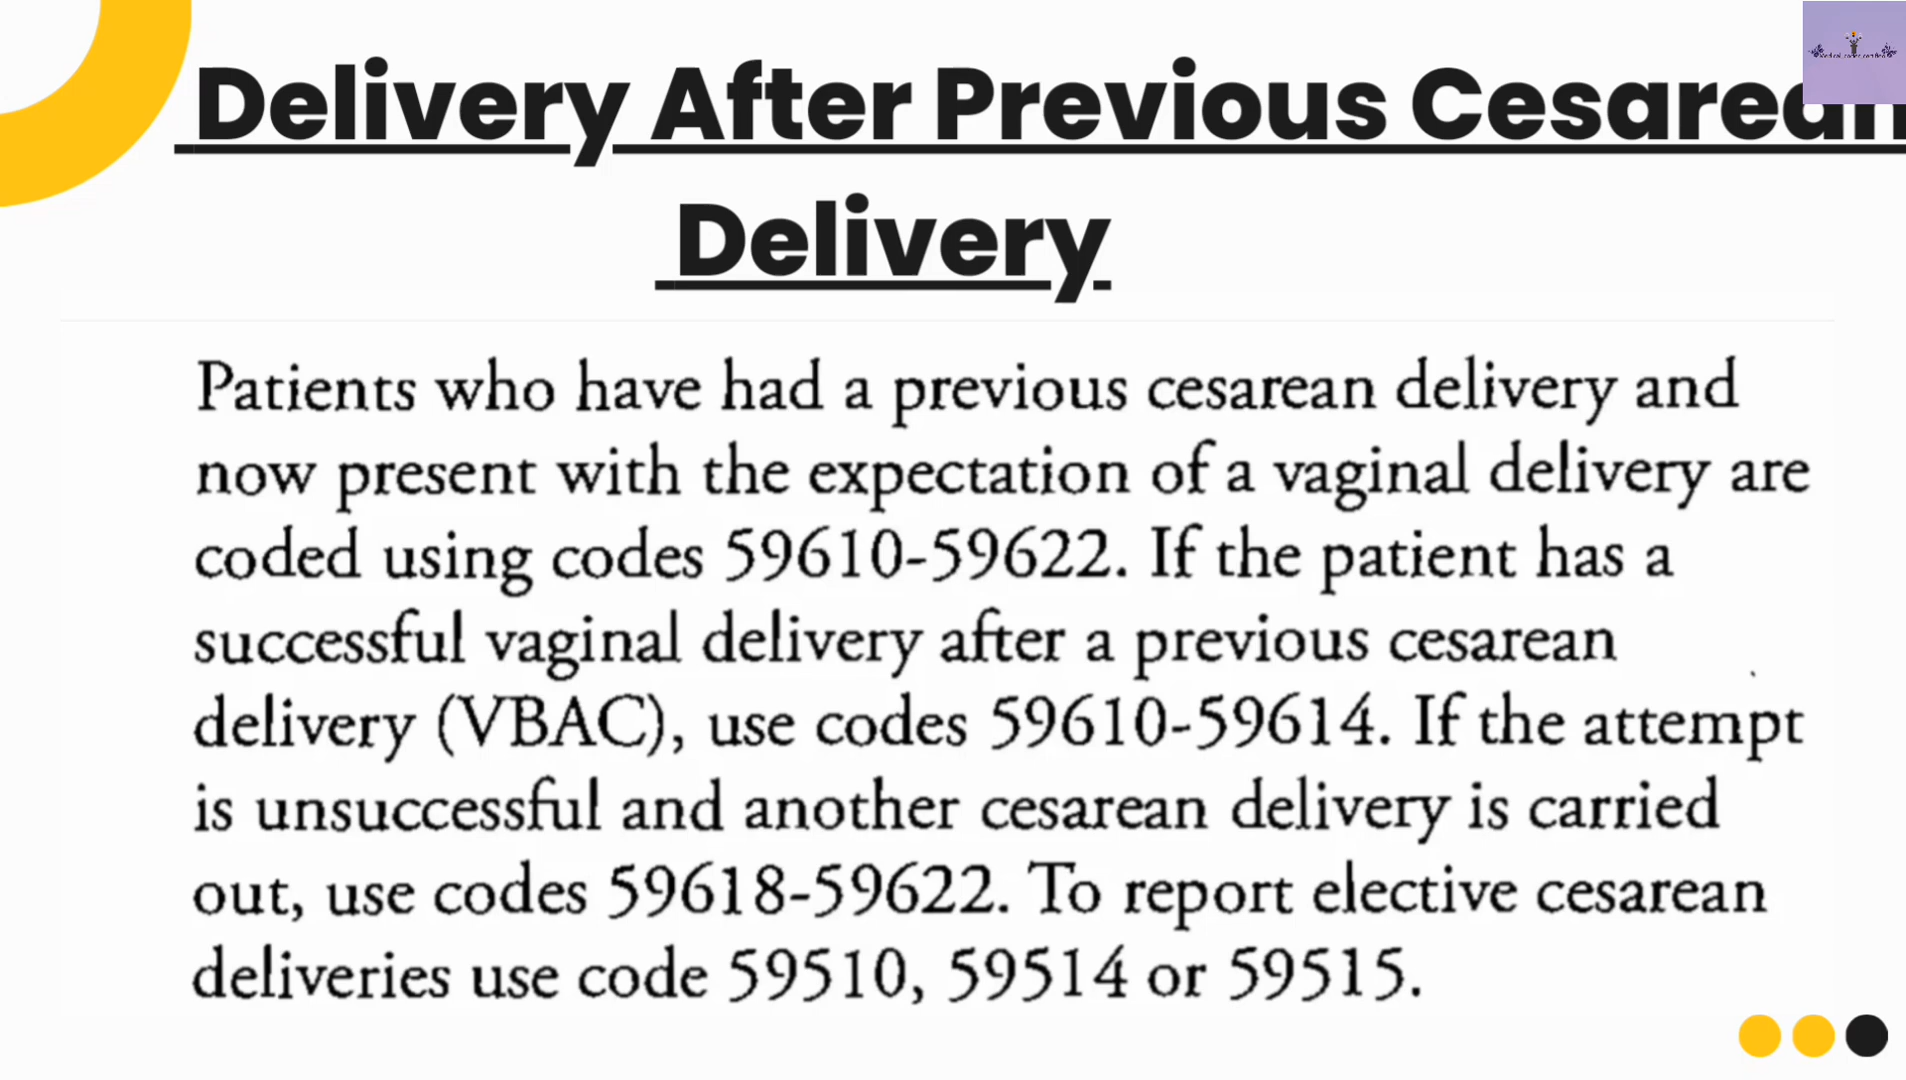 Delivery After Previous Cesarean
Delivery
Patients who have had a previous cesarean delivery and
now present with the expectation of a vaginal delivery are
coded using codes 59610-59622. If the patient has a
successful vaginal delivery after a previous cesarean
delivery (VBAC), use codes 59610-59614. If the attempt
is unsuccessful and another cesarean delivery is carried
out, use codes 59618-59622. To report elective cesarean
deliveries use code 59510, 59514 or 59515.